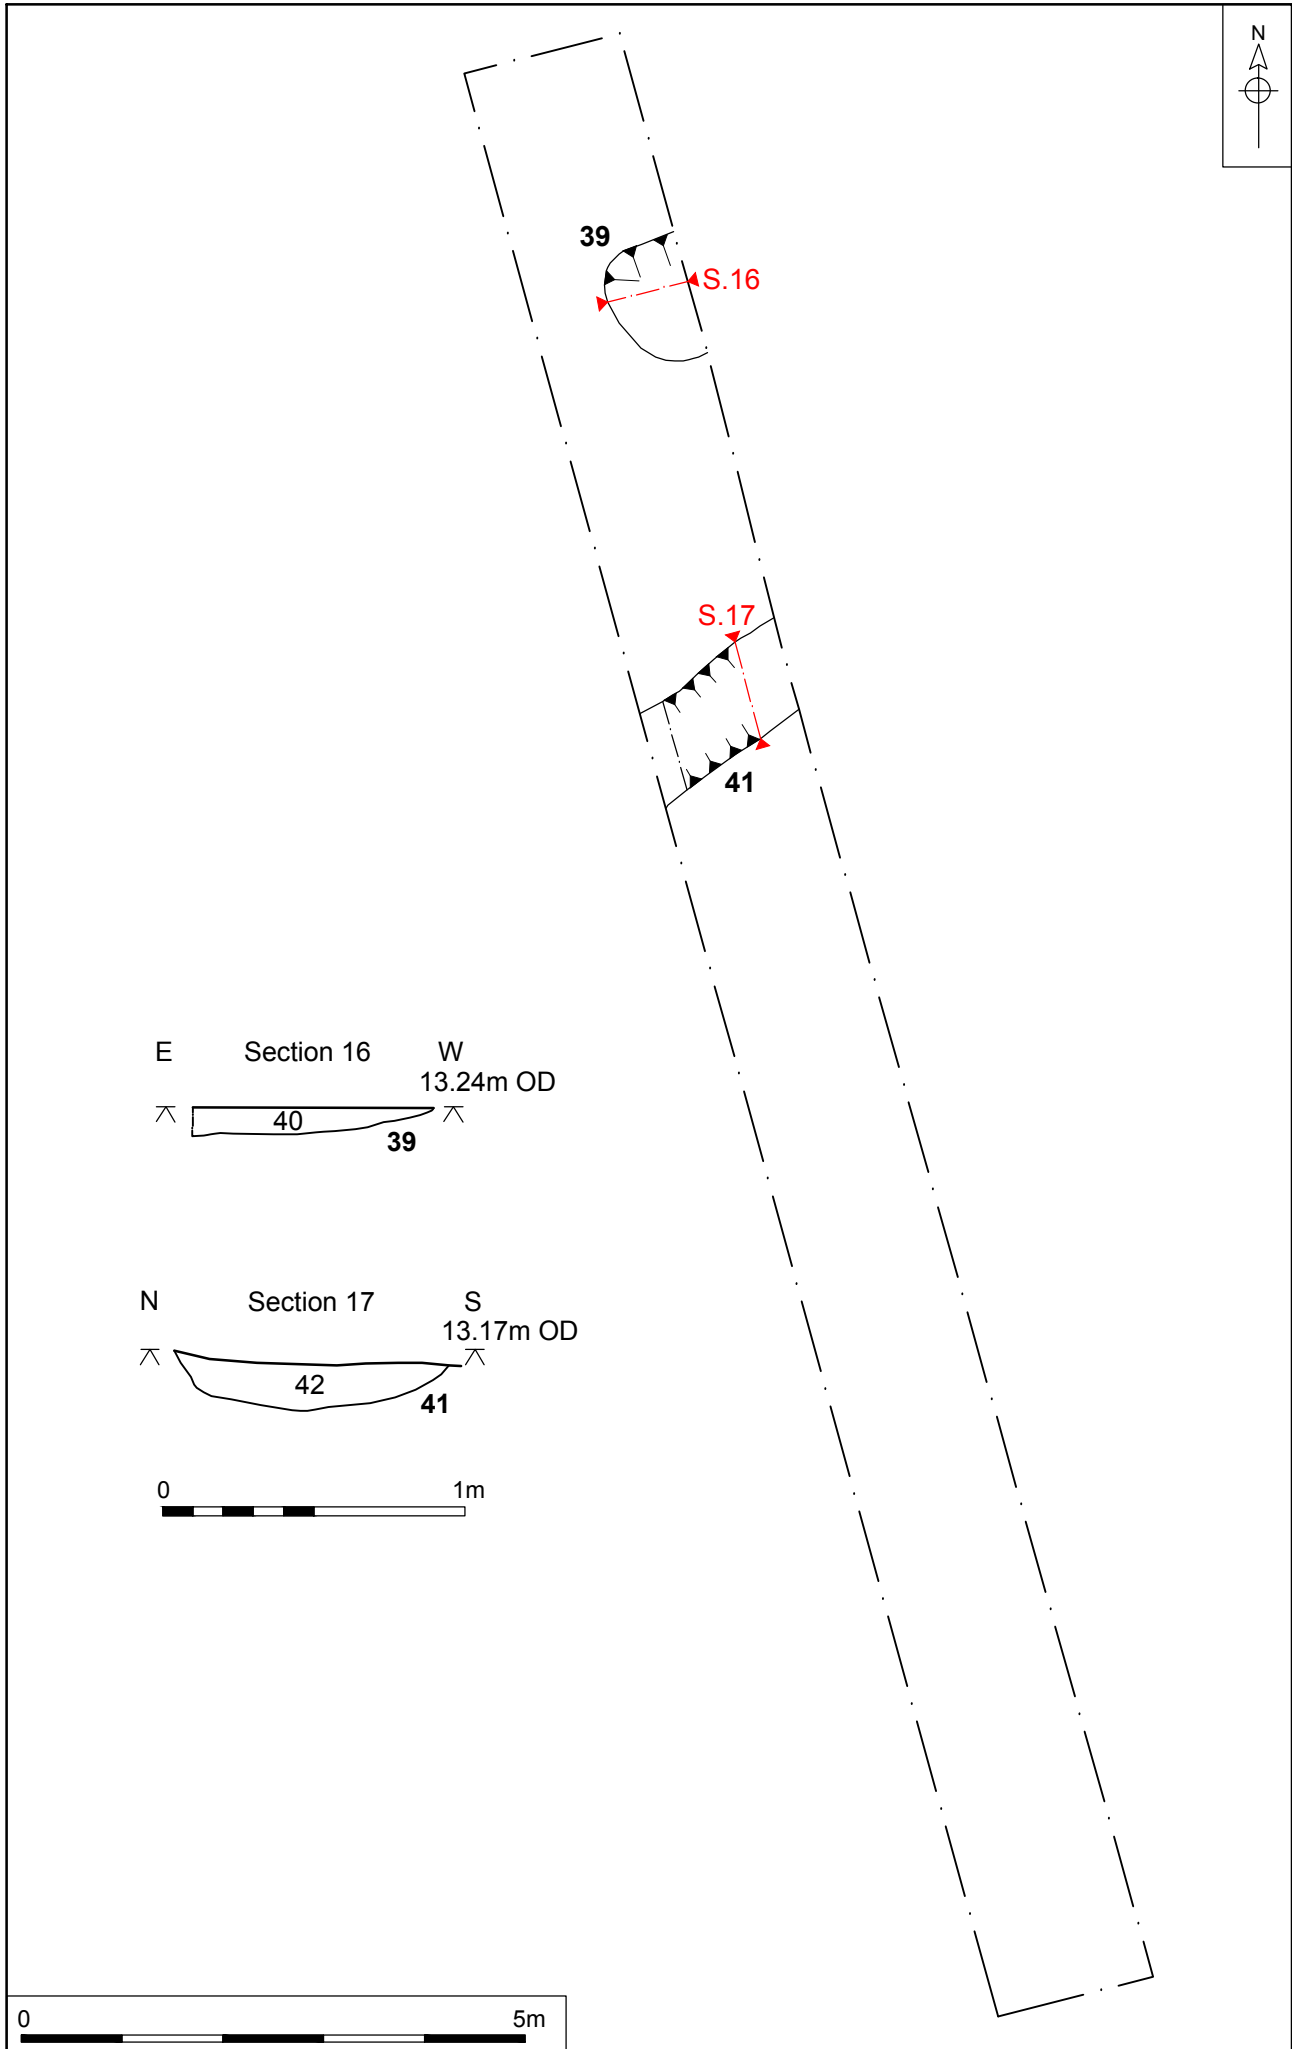 N
39
S.16
S.17
41
E Section 16 W
13.24m OD
40
39
N Section 17 S
13.17m OD
42
41
0 1m
0 5m